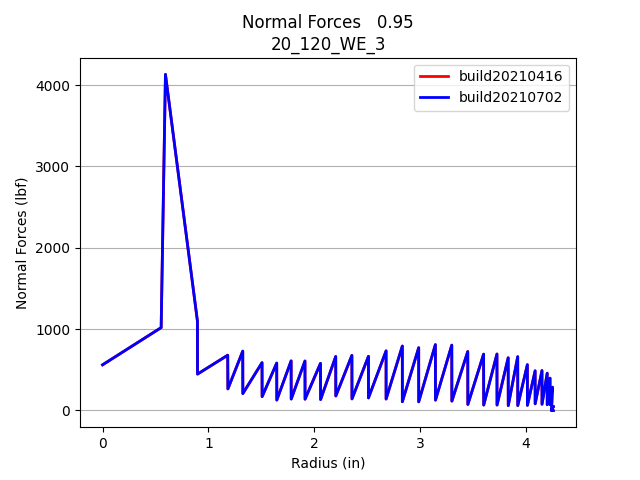 Normal Forces   0.95
20_120_WE_3
build20210416
build20210702
Normal Forces (lbf)
4000
3000
2000
1000
0
0 1 2 3 4
Radius (in)